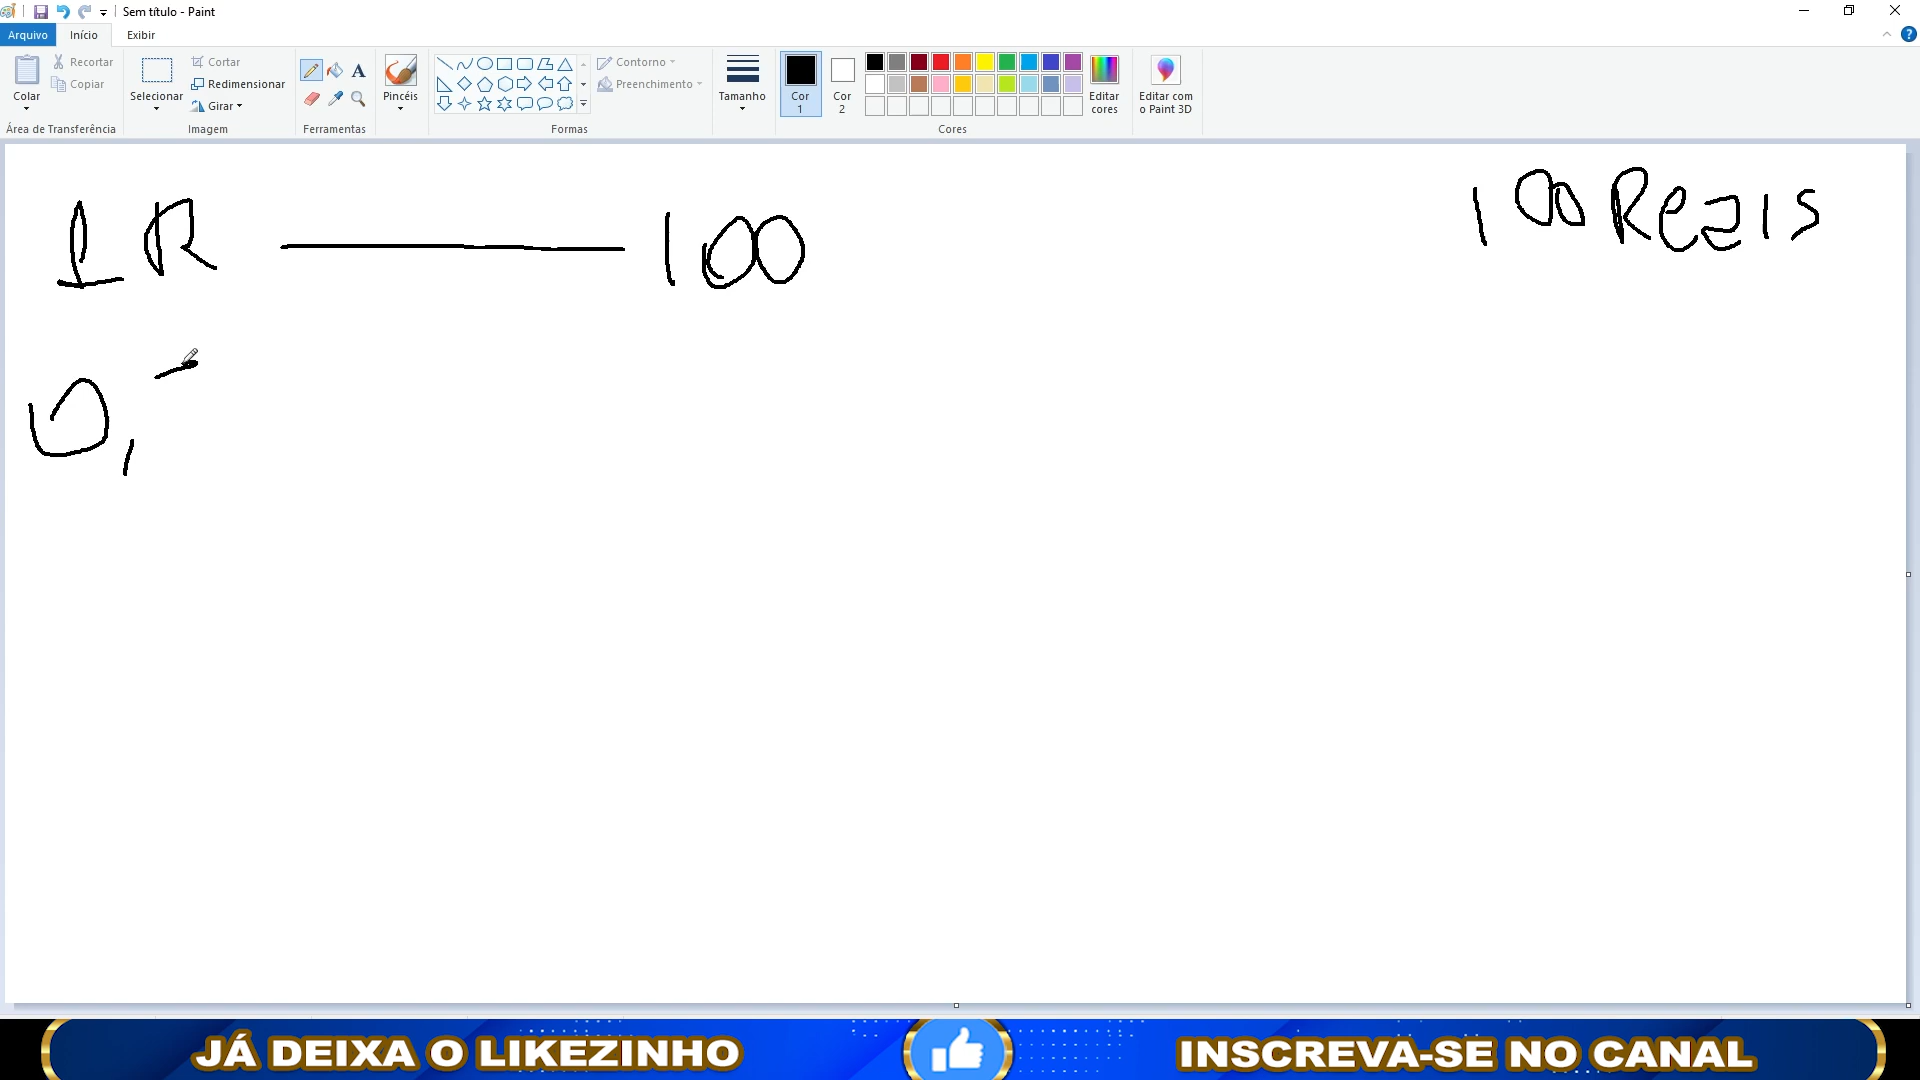 Sem título - Paint
Arquivo Início Exibir
Colar
Recortar
Copiar
Área de Transferência
Selecionar
Cortar
Redimensionar
Girar
Imagem
Ferramentas
Pincéis
Contorno
Preenchimento
Formas
Tamanho
Cor 1
Cor 2
Editar cores
Cores
Editar com o Paint 3D
100 Reais
1 R 100
0,
JÁ DEIXA O LIKEZINHO INSCREVA-SE NO CANAL